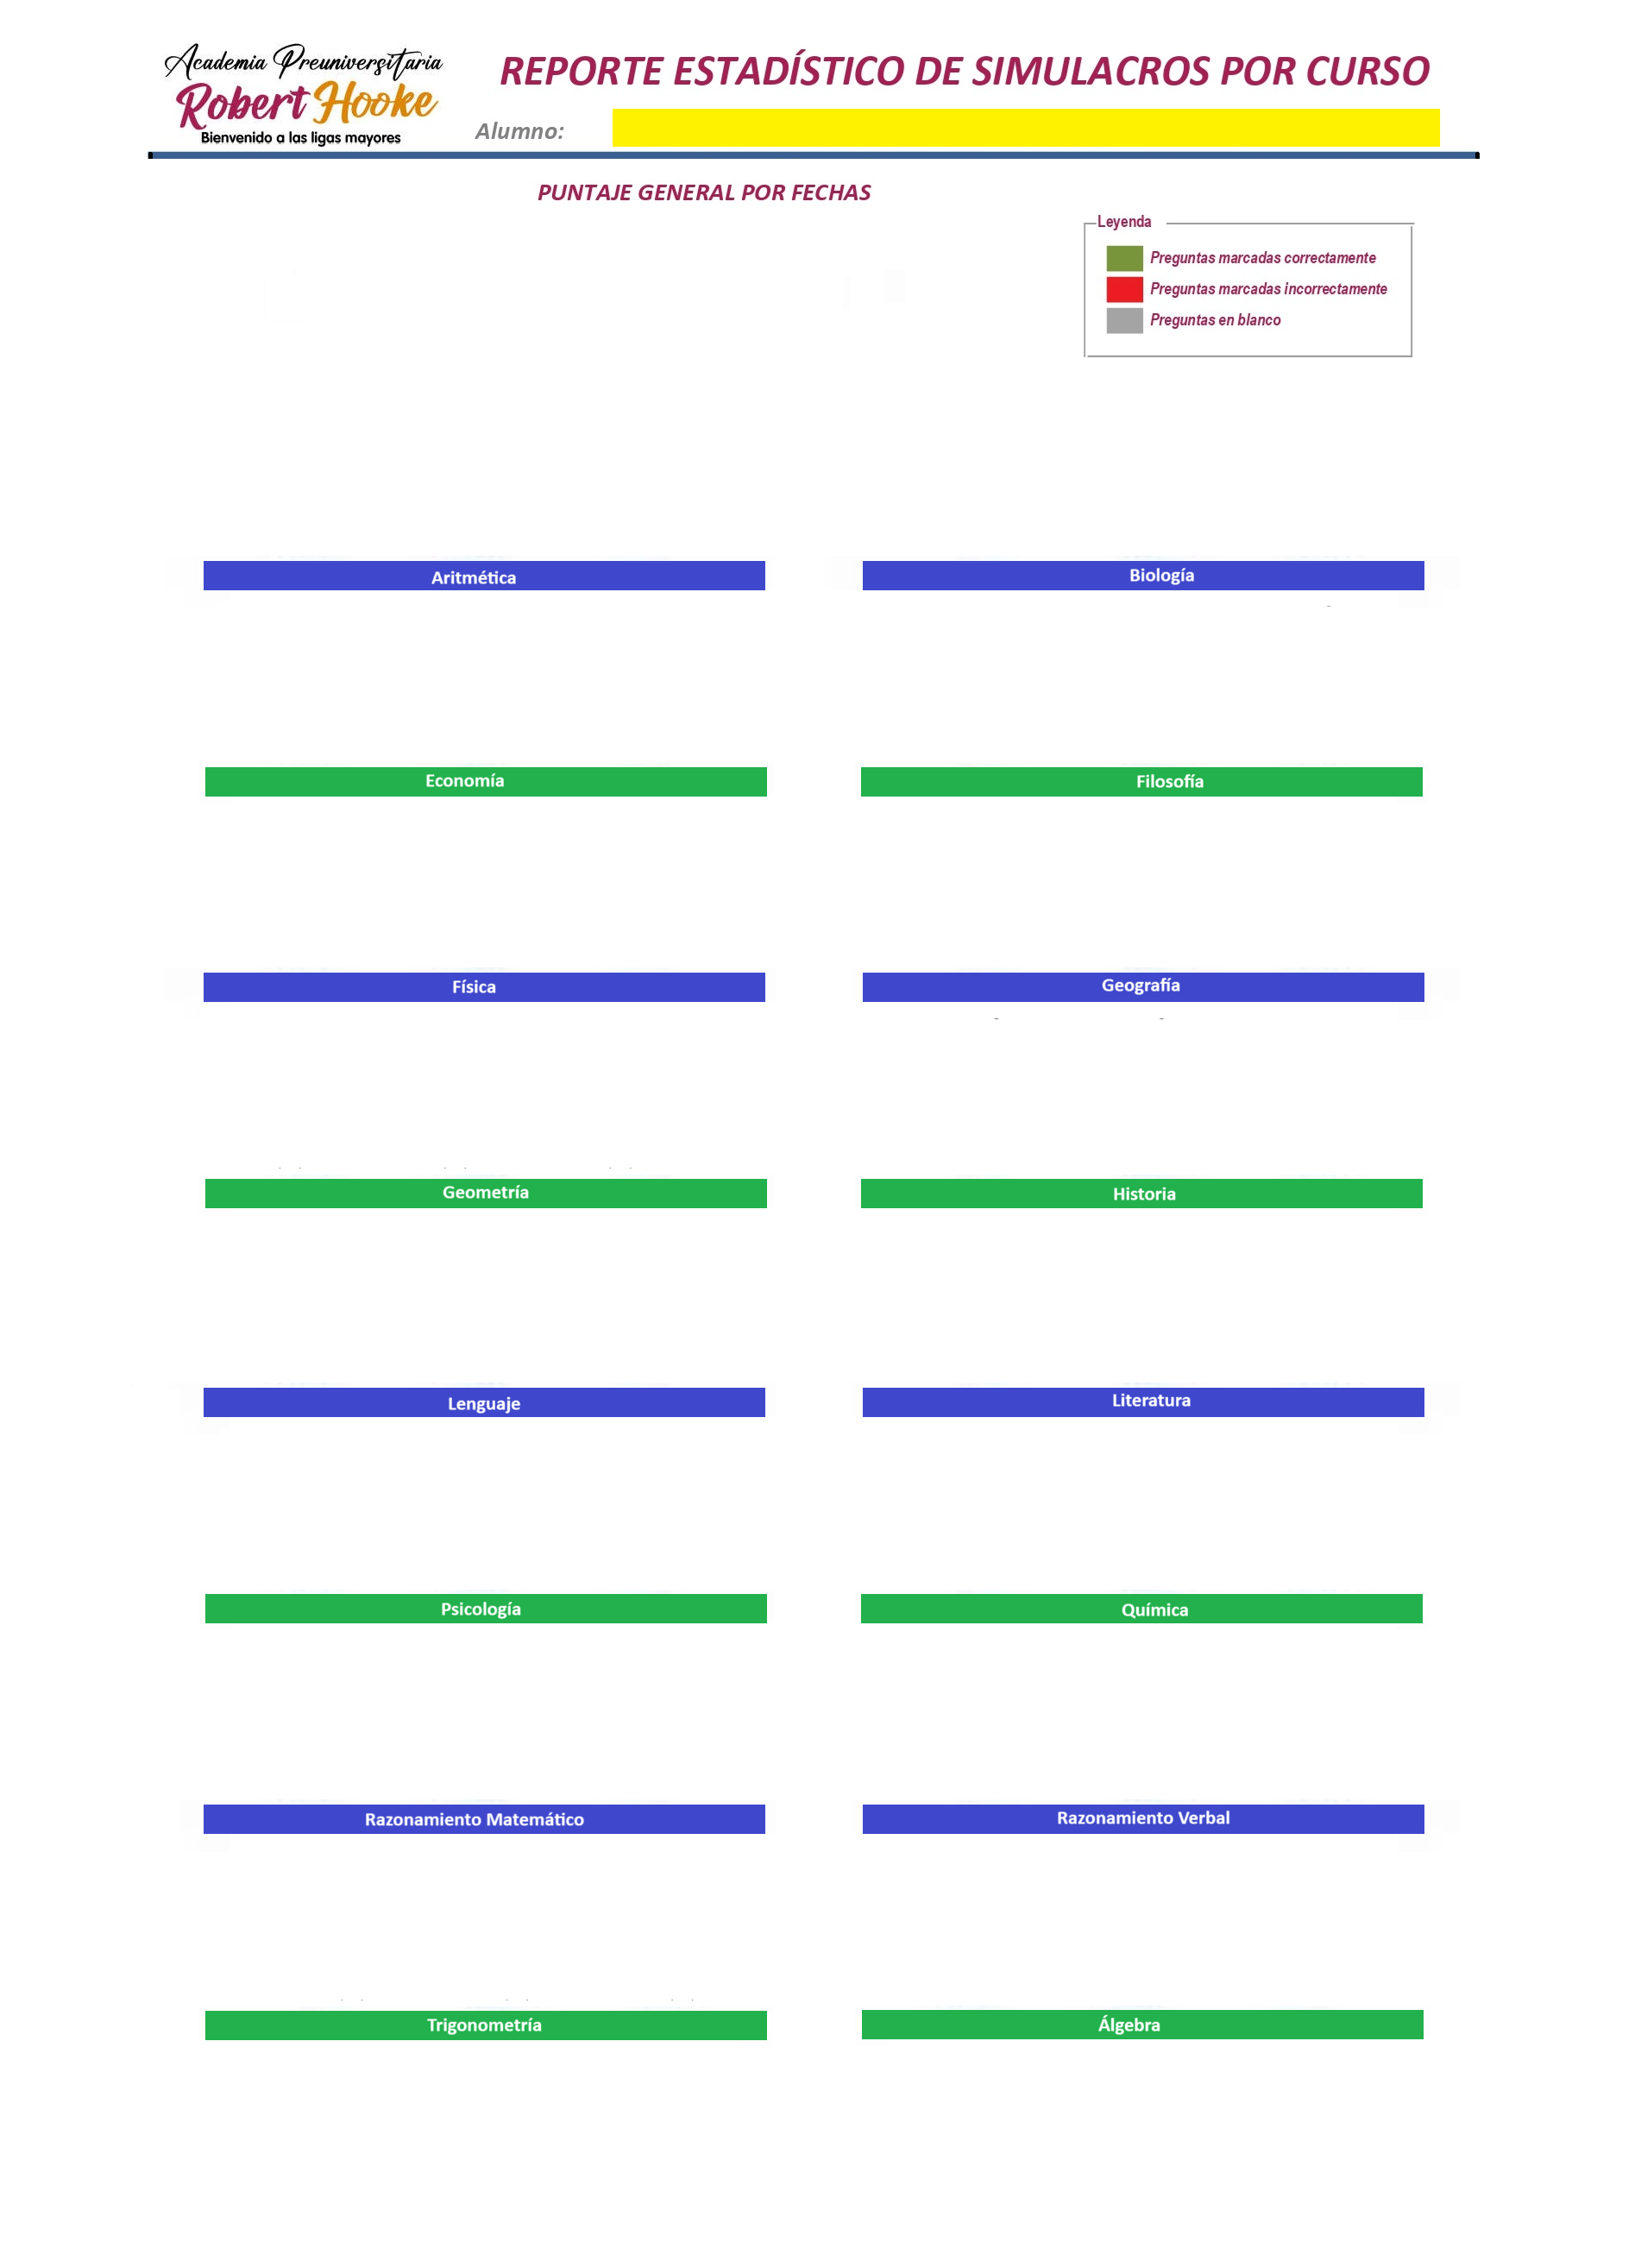 Academia Preuniversitaria
Robert Hooke
Bienvenido a las ligas mayores
REPORTE ESTADÍSTICO DE SIMULACROS POR CURSO
Alumno:
PUNTAJE GENERAL POR FECHAS
Leyenda
Preguntas marcadas correctamente
Preguntas marcadas incorrectamente
Preguntas en blanco
Aritmética
Biología
Economía
Filosofía
Física
Geografía
Geometría
Historia
Lenguaje
Literatura
Psicología
Química
Razonamiento Matemático
Razonamiento Verbal
Trigonometría
Álgebra